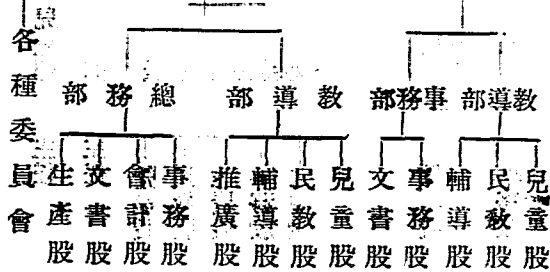 教導部
事務部
教導部
總務部
兒童股
民教股
輔導股
事務股
文書股
兒童股
民教股
輔導股
推廣股
事務股
會計股
文書股
生產股
各種委員會